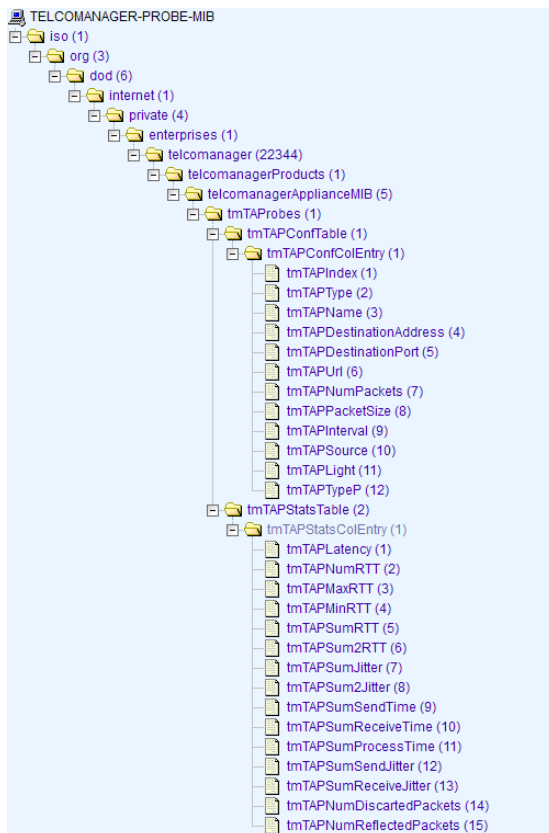 TELCOMANAGER-PROBE-MIB
iso (1)
org (3)
dod (6)
internet (1)
private (4)
enterprises (1)
telcomanager (22344)
telcomanagerProducts (1)
telcomanagerApplianceMIB (5)
tmTAProbes (1)
tmTAPConfTable (1)
tmTAPConfColEntry (1)
tmTAPIndex (1)
tmTAPType (2)
tmTAPName (3)
tmTAPDestinationAddress (4)
tmTAPDestinationPort (5)
tmTAPUrl (6)
tmTAPNumPackets (7)
tmTAPPacketSize (8)
tmTAPInterval (9)
tmTAPSource (10)
tmTAPLight (11)
tmTAPTypeP (12)
tmTAPStatsTable (2)
tmTAPStatsColEntry (1)
tmTAPLatency (1)
tmTAPNumRTT (2)
tmTAPMaxRTT (3)
tmTAPMinRTT (4)
tmTAPSumRTT (5)
tmTAPSum2RTT (6)
tmTAPSumJitter (7)
tmTAPSum2Jitter (8)
tmTAPSumSendTime (9)
tmTAPSumReceiveTime (10)
tmTAPSumProcessTime (11)
tmTAPSumSendJitter (12)
tmTAPSumReceiveJitter (13)
tmTAPNumDiscartedPackets (14)
tmTAPNumReflectedPackets (15)